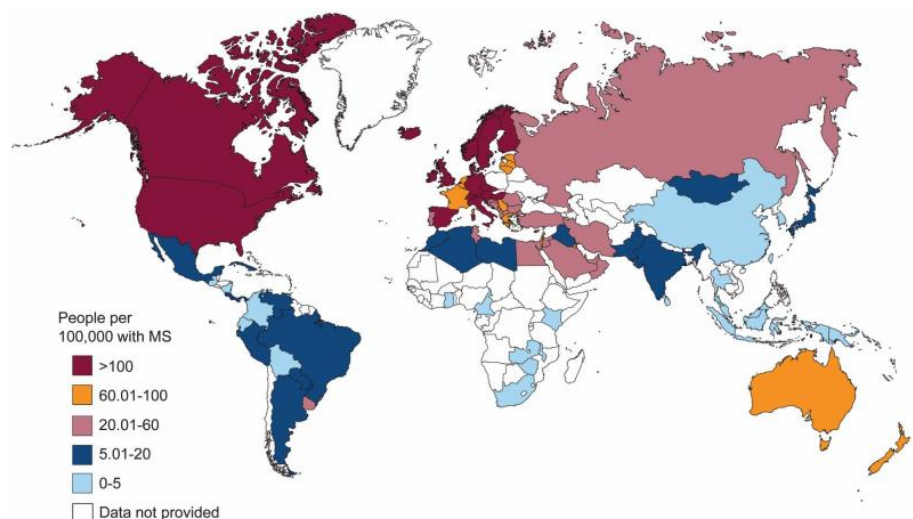 People per
100,000 with MS
>100
60.01-100
20.01-60
5.01-20
0-5
Data not provided